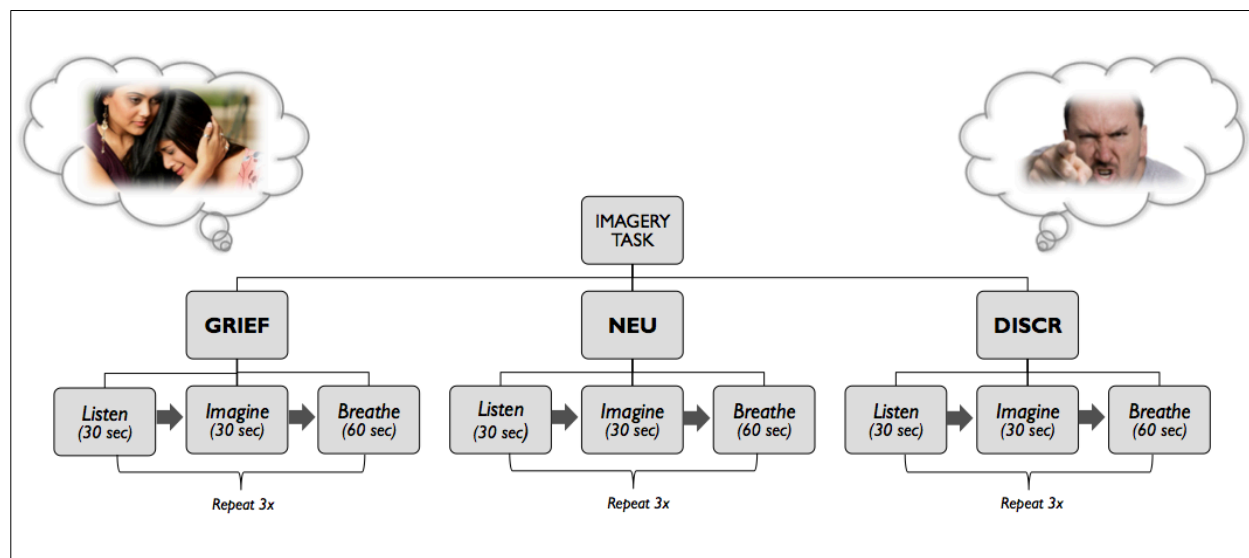 IMAGERY
TASK
GRIEF
NEU
DISCR
Listen
(30 sec)
Imagine
(30 sec)
Breathe
(60 sec)
Listen
(30 sec)
Imagine
(30 sec)
Breathe
(60 sec)
Listen
(30 sec)
Imagine
(30 sec)
Breathe
(60 sec)
Repeat 3x
Repeat 3x
Repeat 3x